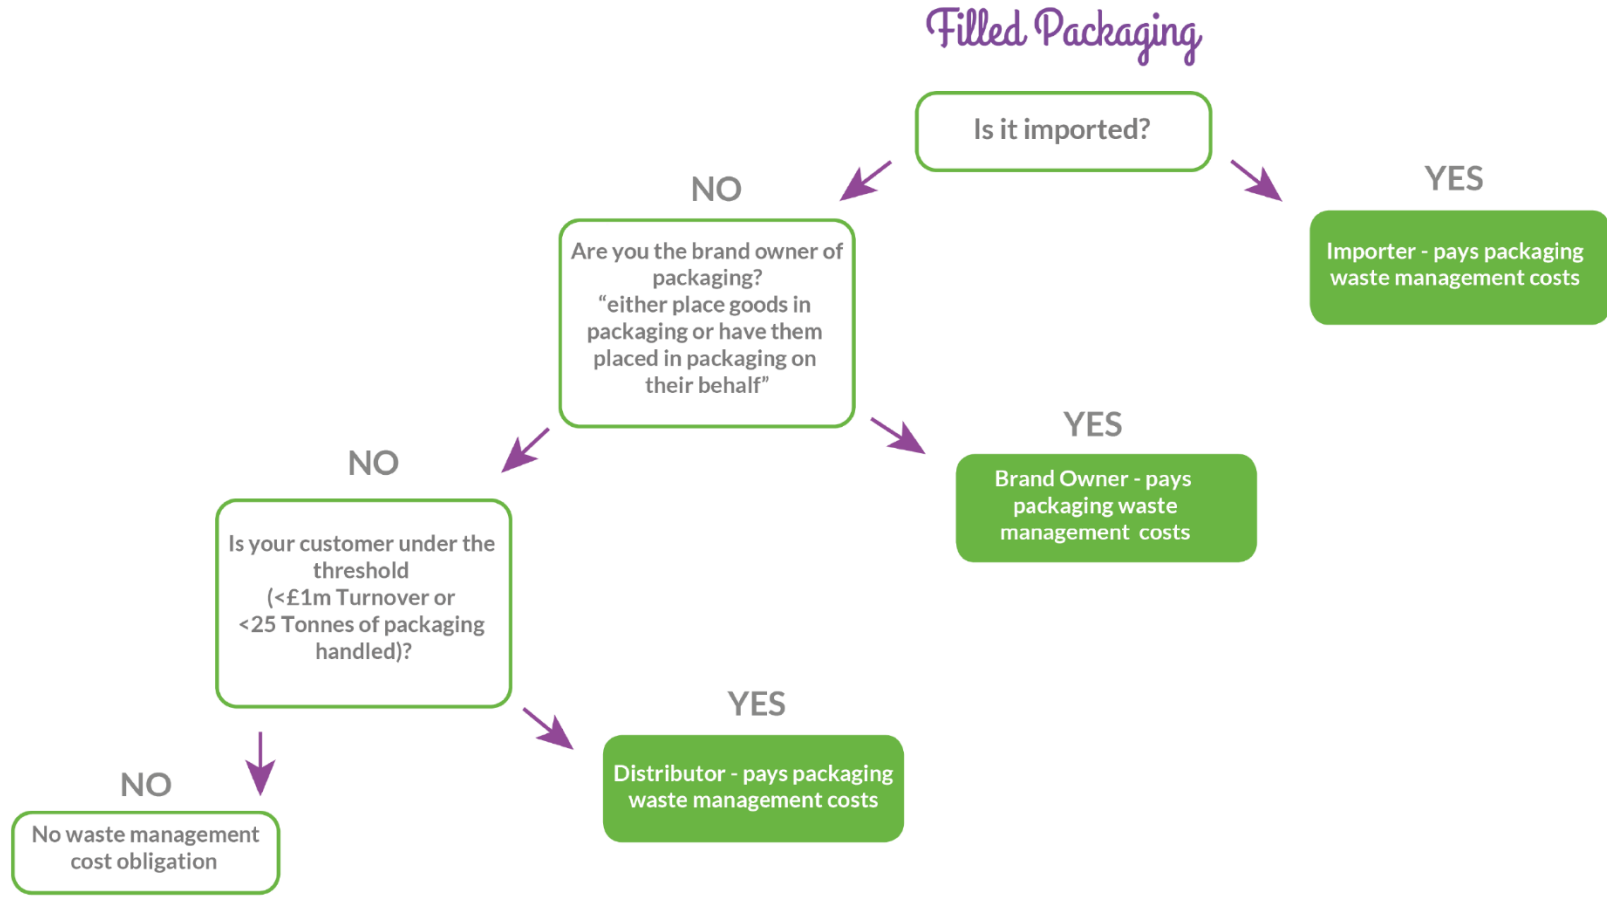 Filled Packaging
Is it imported?
NO
YES
Are you the brand owner of
packaging?
“either place goods in
packaging or have them
placed in packaging on
their behalf”
Importer - pays packaging
waste management costs
NO
YES
Brand Owner - pays
packaging waste
management costs
Is your customer under the
threshold
(<£1m Turnover or
<25 Tonnes of packaging
handled)?
NO
YES
Distributor - pays packaging
waste management costs
No waste management
cost obligation